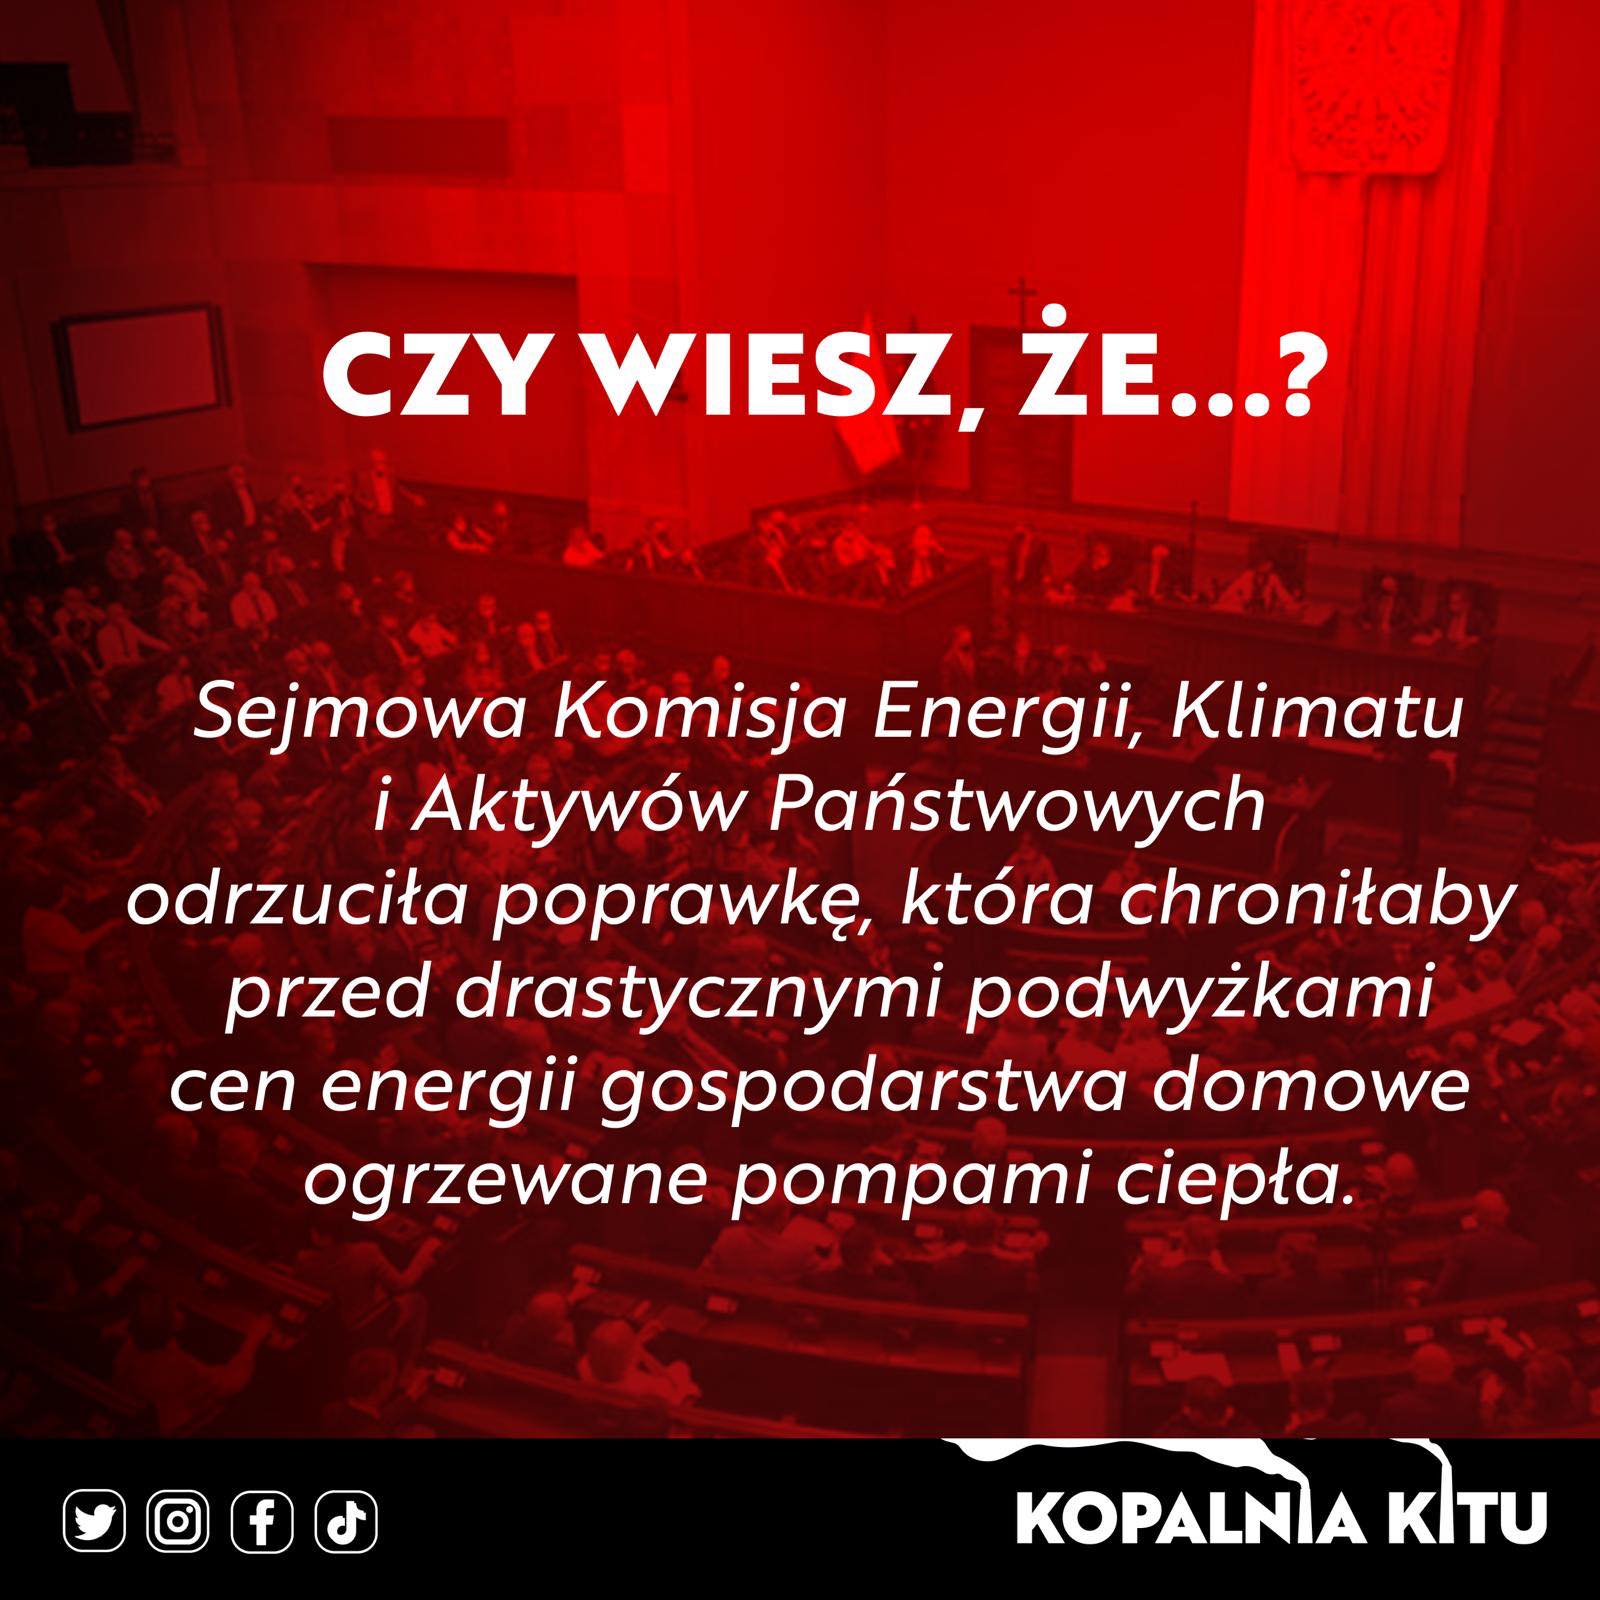 CZY WIESZ, ŻE...?
Sejmowa Komisja Energii, Klimatu
i Aktywów Państwowych
odrzuciła poprawkę, która chroniłaby
przed drastycznymi podwyżkami
cen energii gospodarstwa domowe
ogrzewane pompami ciepła.
KOPALNIA KITU